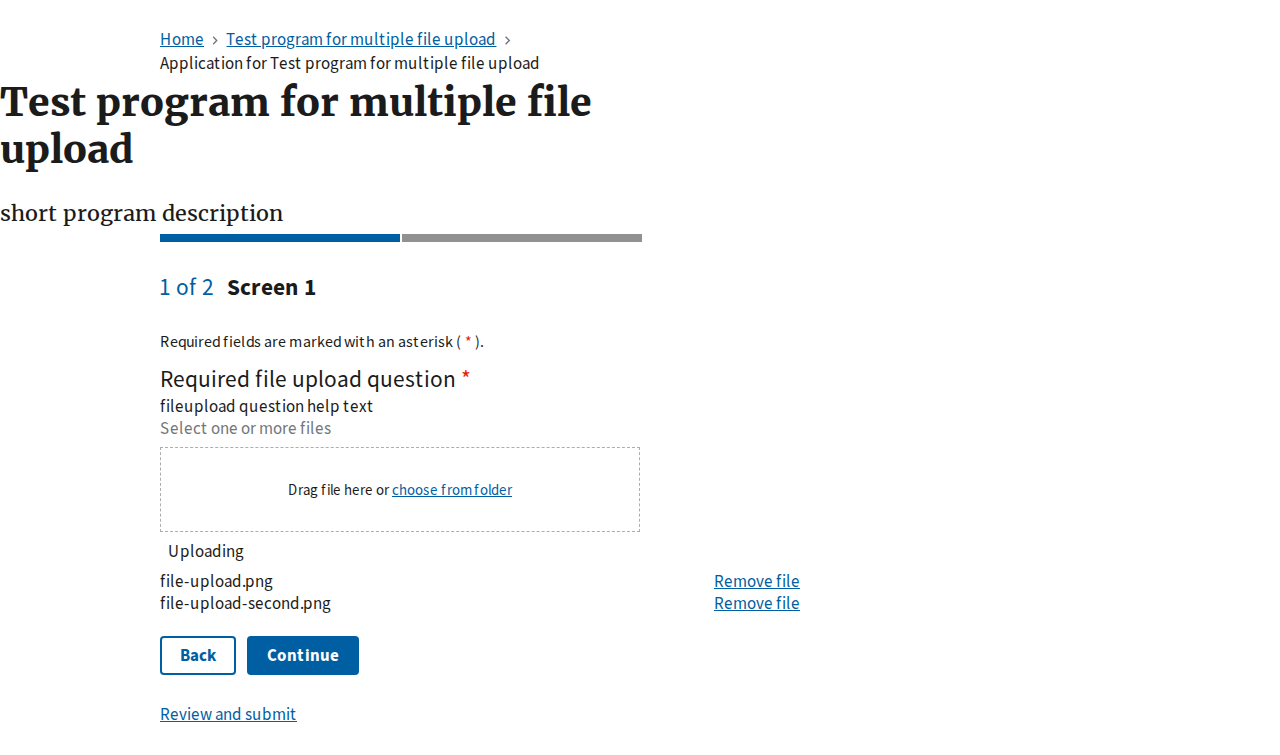 Home > Test program for multiple file upload >
Application for Test program for multiple file upload
Test program for multiple file
upload
short program description
1 of 2 Screen 1
Required fields are marked with an asterisk ( * ).
Required file upload question *
fileupload question help text
Select one or more files
Drag file here or choose from folder
Uploading
file-upload.png Remove file
file-upload-second.png Remove file
Back Continue
Review and submit